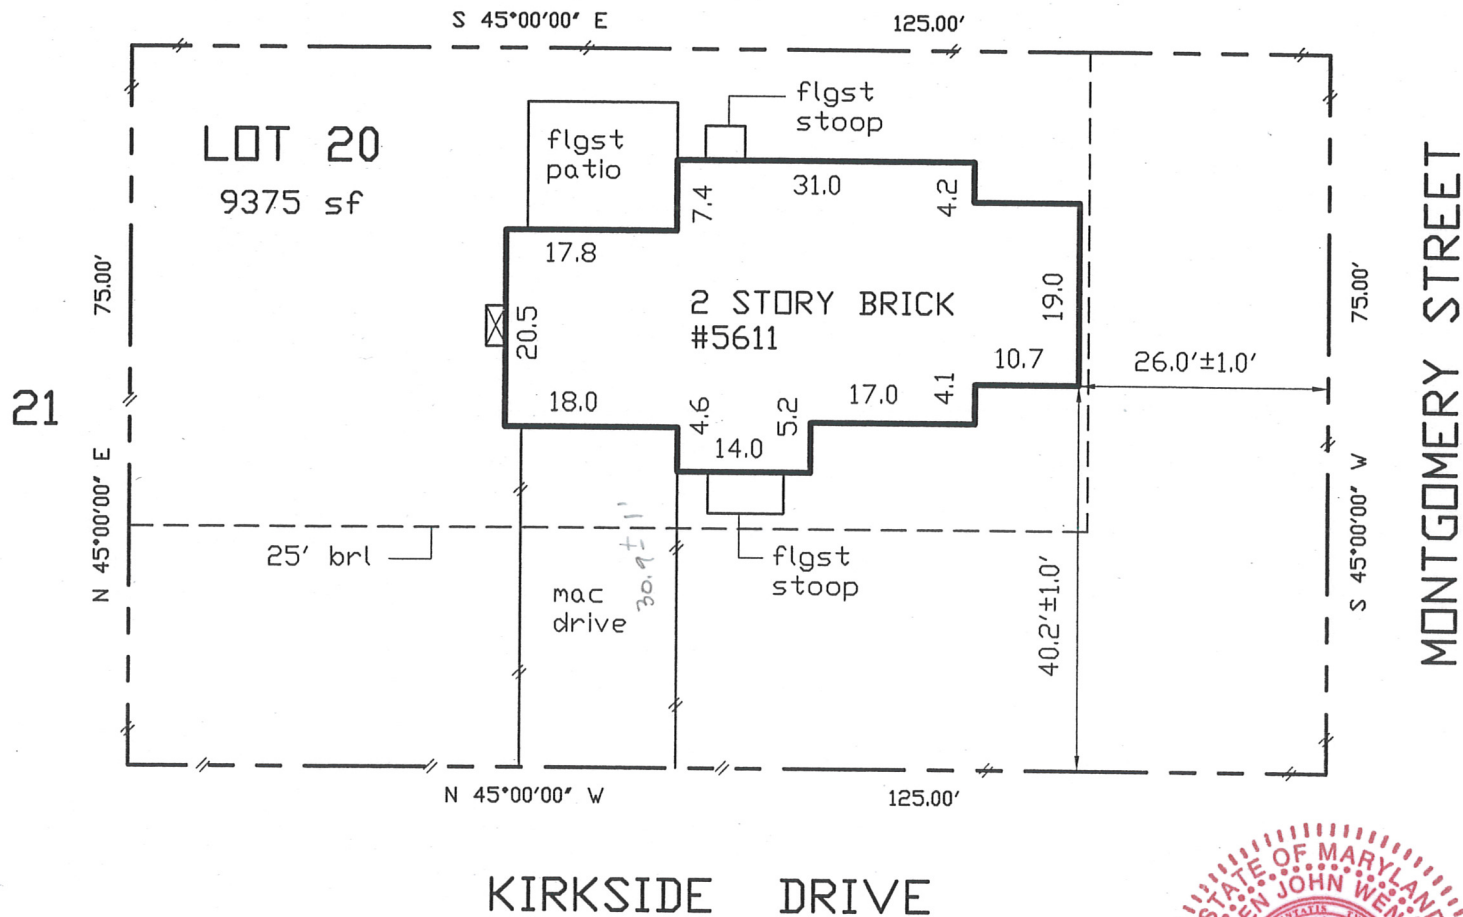 S 45°00'00" E
125.00'
LOT 20
9375 sf
flgst
patio
flgst
stoop
7.4
31.0
4.2
17.8
75.00'
20.5
2 STORY BRICK
#5611
19.0
10.7
26.0'±1.0'
75.00'
21
18.0
4.6
14.0
5.2
17.0
4.1
N 45°00'00" E
25' brl
mac
drive
30.9±1'
flgst
stoop
40.2'±1.0'
S 45°00'00" W
MONTGOMERY STREET
N 45°00'00" W
125.00'
KIRKSIDE DRIVE
STATE OF MARYLAND
JOHN